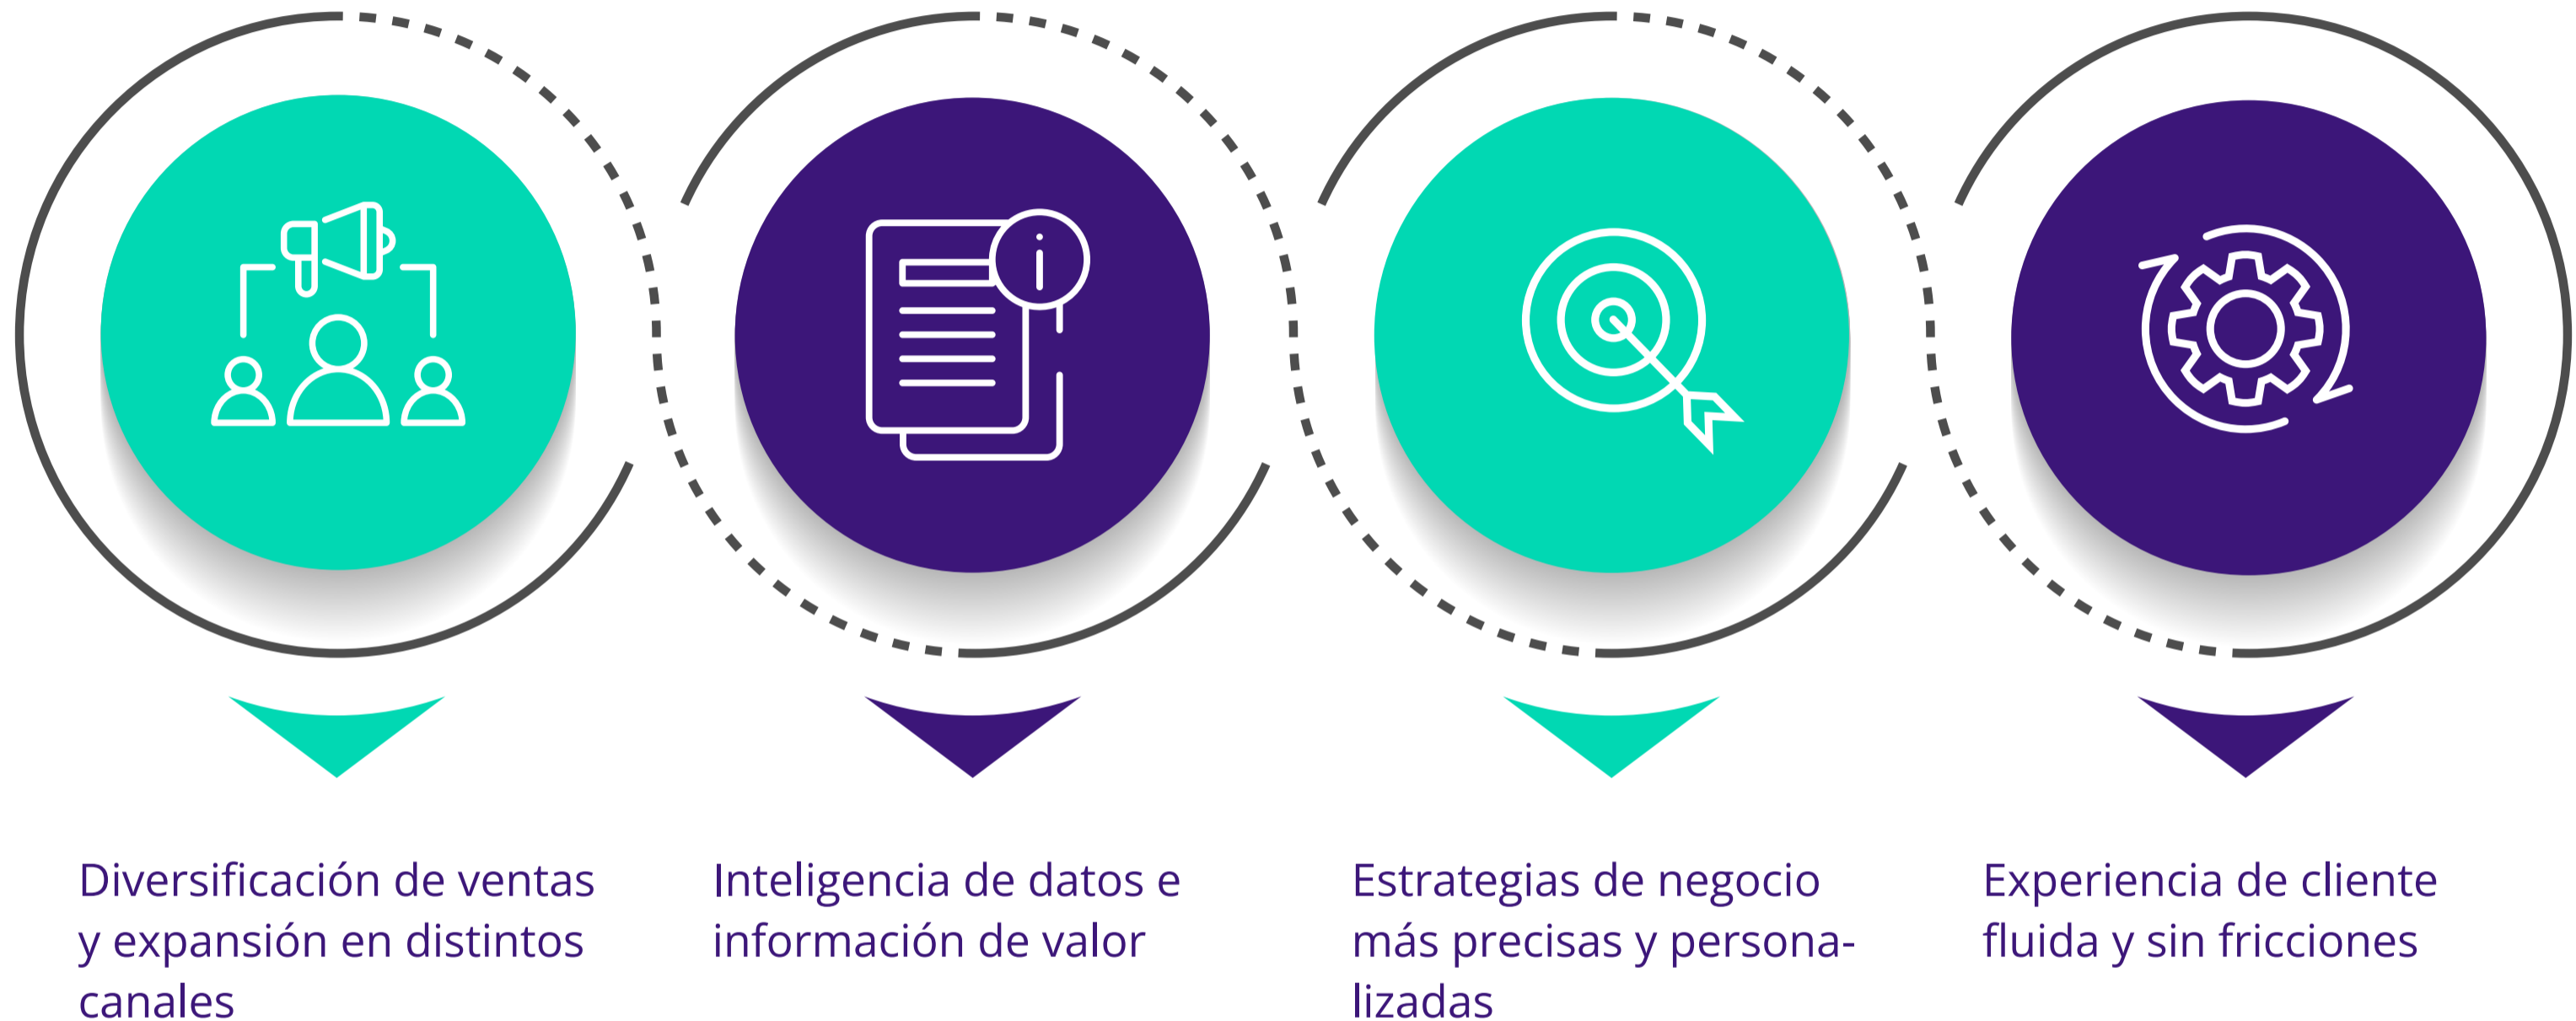 Diversificación de ventas
y expansión en distintos
canales
Inteligencia de datos e
información de valor
Estrategias de negocio
más precisas y persona-
lizadas
Experiencia de cliente
fluida y sin fricciones